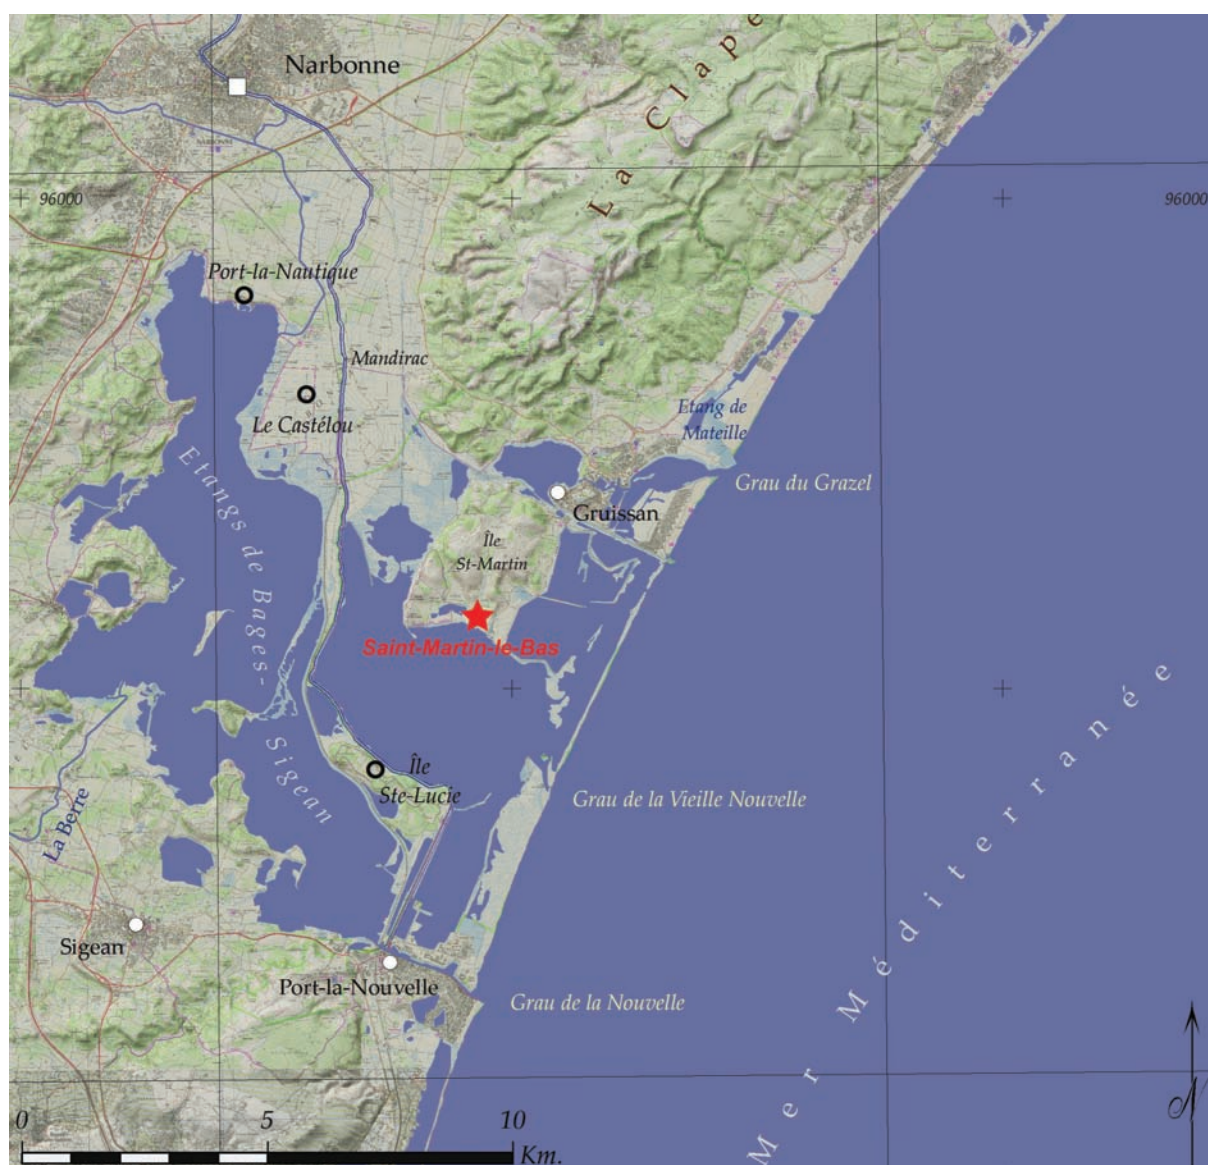 Narbonne
La Clape
NARBONNE
96000
96000
Port-la-Nautique
Mandirac
Le Castélou
Etang de
Mateille
Grau du Grazel
Gruissan
Île
St-Martin
Saint-Martin-le-Bas
Etangs de Bages-
Sigean
Île
Ste-Lucie
Grau de la Vieille Nouvelle
La Berre
Sigean
Port-la-Nouvelle
Grau de la Nouvelle
Mer Méditerranée
N
0 5 10
Km.